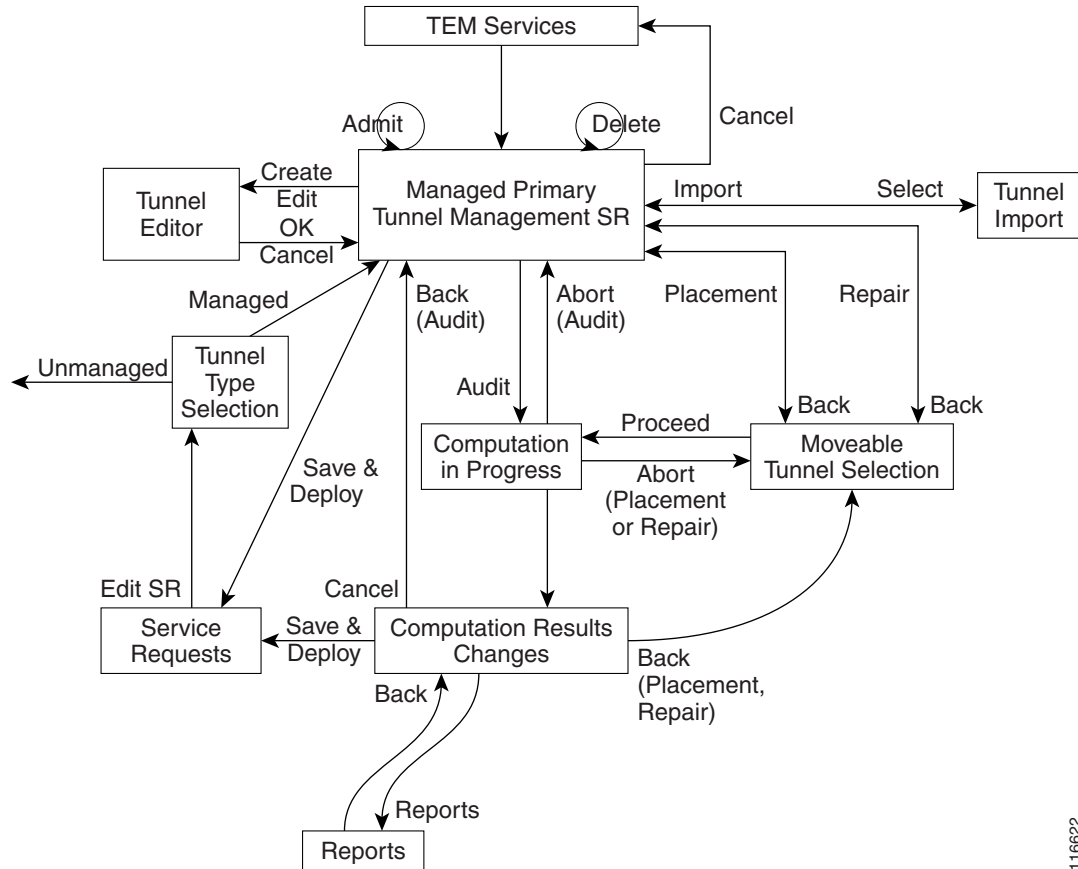 TEM Services
Cancel
Admit
Delete
Managed Primary
Tunnel Management SR
Create
Edit
OK
Cancel
Tunnel
Editor
Import
Select
Tunnel
Import
Managed
Back
(Audit)
Abort
(Audit)
Placement
Repair
Unmanaged
Tunnel
Type
Selection
Audit
Back
Back
Computation
in Progress
Proceed
Moveable
Tunnel Selection
Abort
(Placement
or Repair)
Save &
Deploy
Edit SR
Cancel
Service
Requests
Save &
Deploy
Computation Results
Changes
Back
(Placement,
Repair)
Back
Reports
Reports
116622